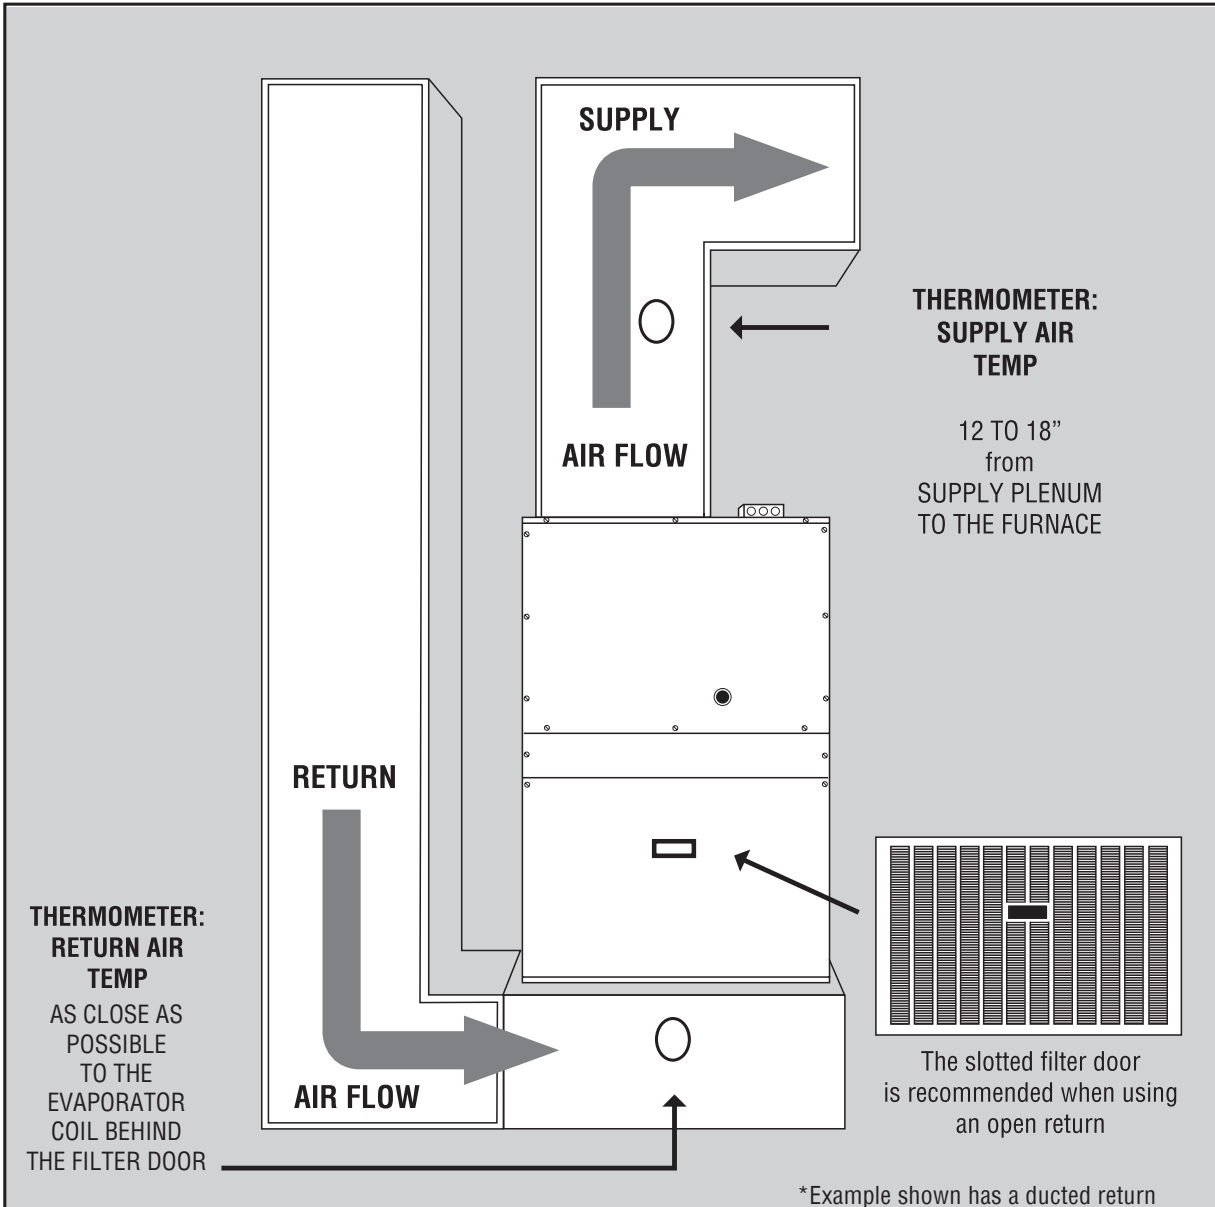 SUPPLY
AIR FLOW
THERMOMETER:
SUPPLY AIR
TEMP
12 TO 18”
from
SUPPLY PLENUM
TO THE FURNACE
RETURN
AIR FLOW
THERMOMETER:
RETURN AIR
TEMP
AS CLOSE AS
POSSIBLE
TO THE
EVAPORATOR
COIL BEHIND
THE FILTER DOOR
The slotted filter door
is recommended when using
an open return
*Example shown has a ducted return